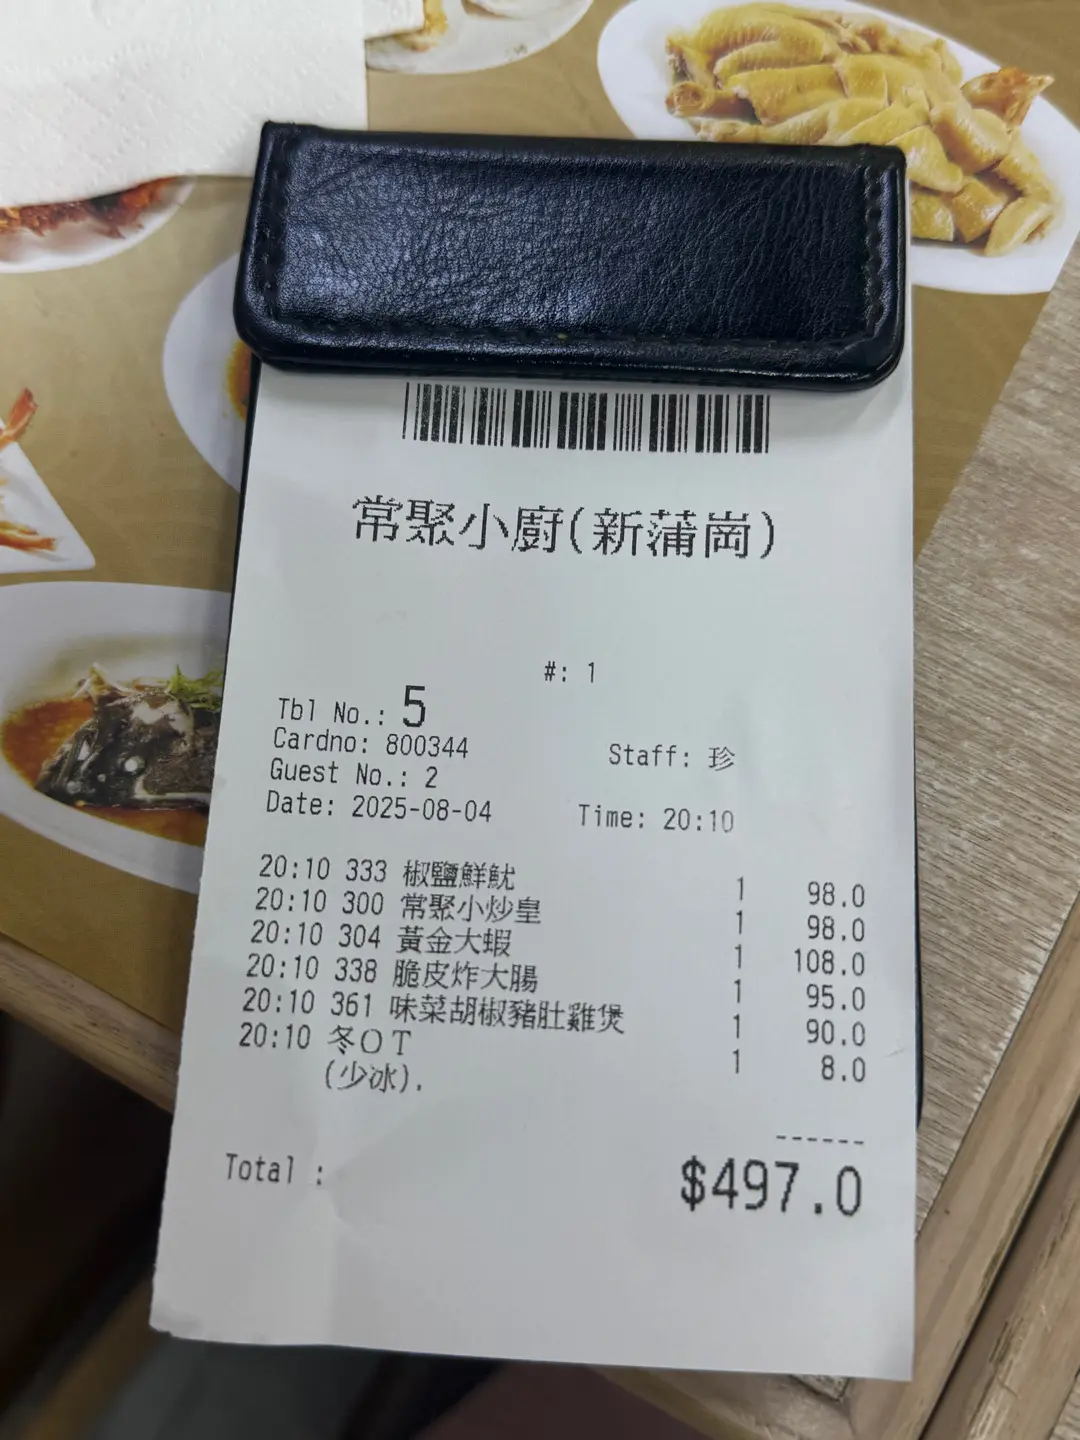 常聚小廚(新蒲崗)
#: 1
Tbl No.: 5
Cardno: 800344 Staff: 珍
Guest No.: 2
Date: 2025-08-04 Time: 20:10
20:10 333 椒鹽鮮魷 1 98.0
20:10 300 常聚小炒皇 1 98.0
20:10 304 黃金大蝦 1 108.0
20:10 338 脆皮炸大腸 1 95.0
20:10 361 味菜胡椒豬肚雞煲 1 90.0
20:10 冬OT 1 8.0
(少冰).
------
Total : $497.0